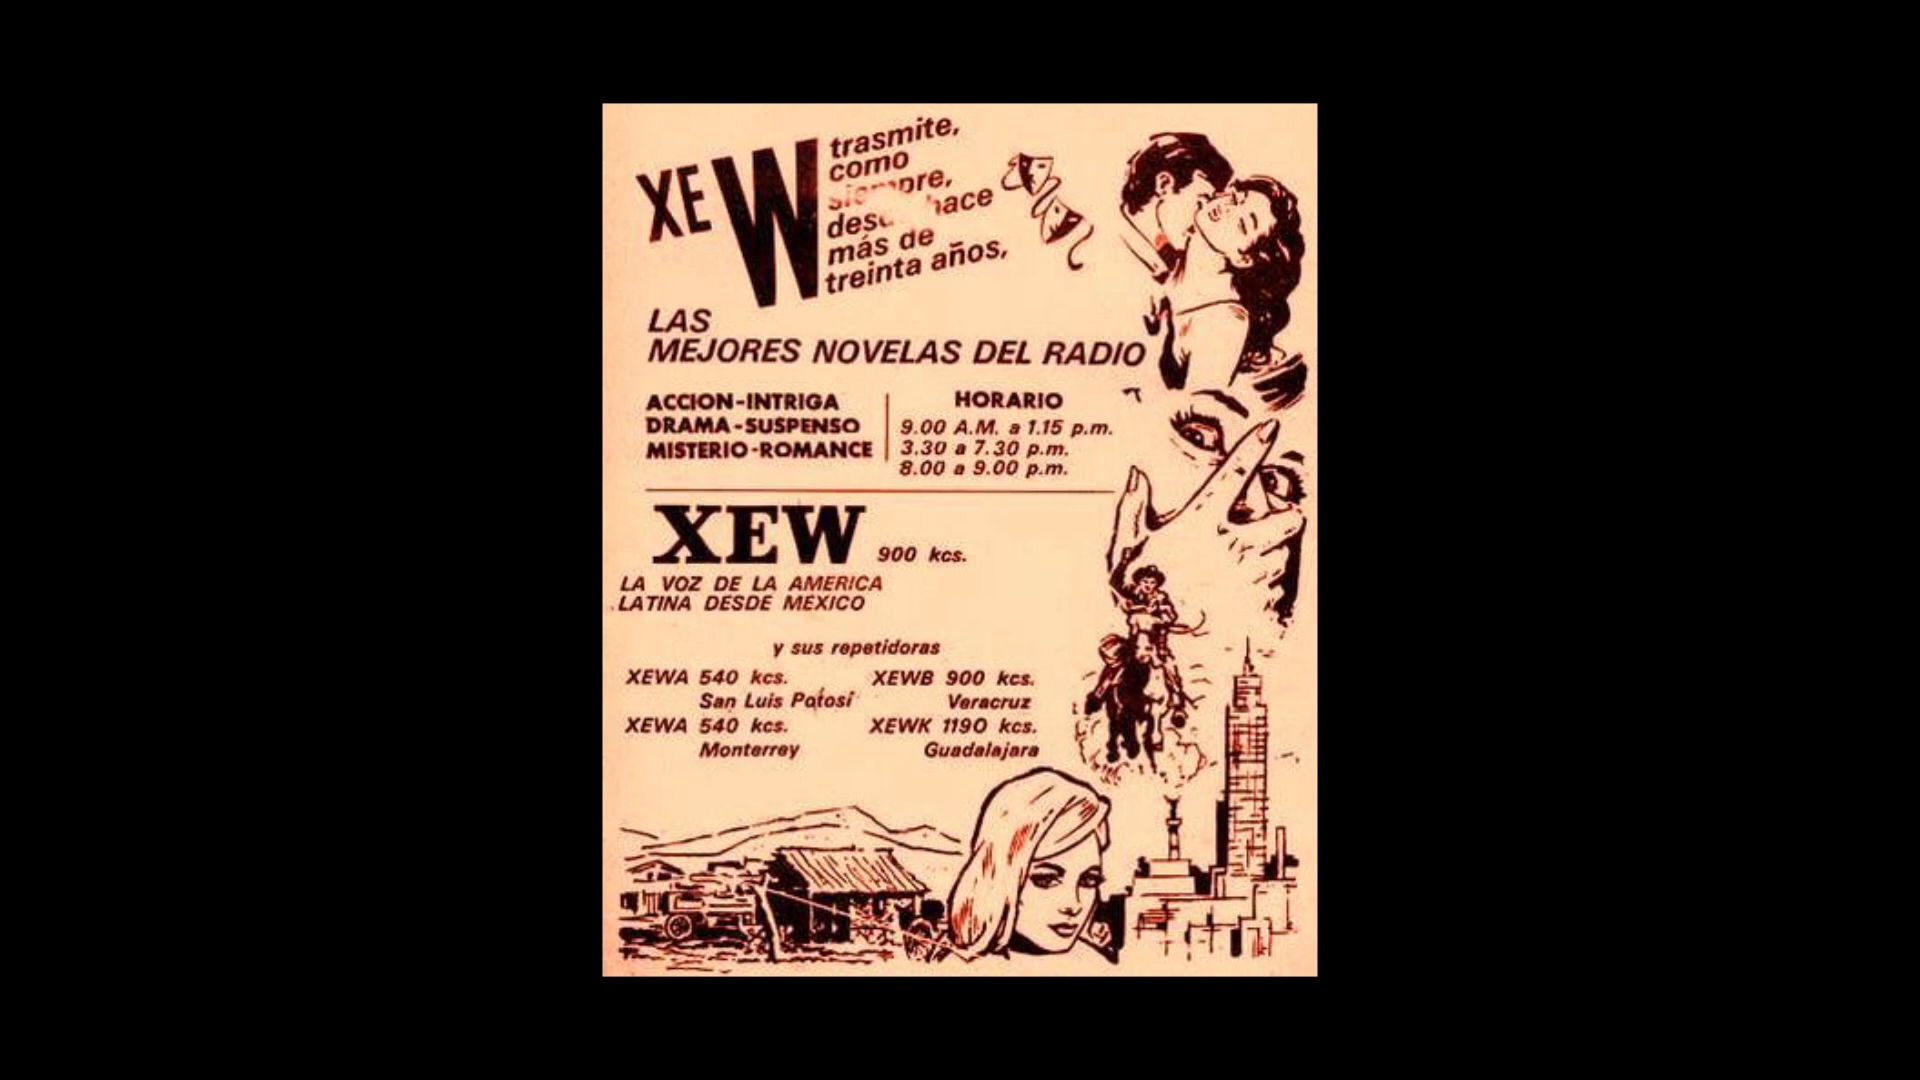 XEW trasmite,
como
siempre,
desde hace
más de
treinta años,
LAS
MEJORES NOVELAS DEL RADIO
ACCION-INTRIGA
DRAMA-SUSPENSO
MISTERIO-ROMANCE
HORARIO
9.00 A.M. a 1.15 p.m.
3.30 a 7.30 p.m.
8.00 a 9.00 p.m.
XEW 900 kcs.
LA VOZ DE LA AMERICA
LATINA DESDE MEXICO
y sus repetidoras
XEWA 540 kcs.
San Luis Potosí
XEWA 540 kcs.
Monterrey
XEWB 900 kcs.
Veracruz
XEWK 1190 kcs.
Guadalajara